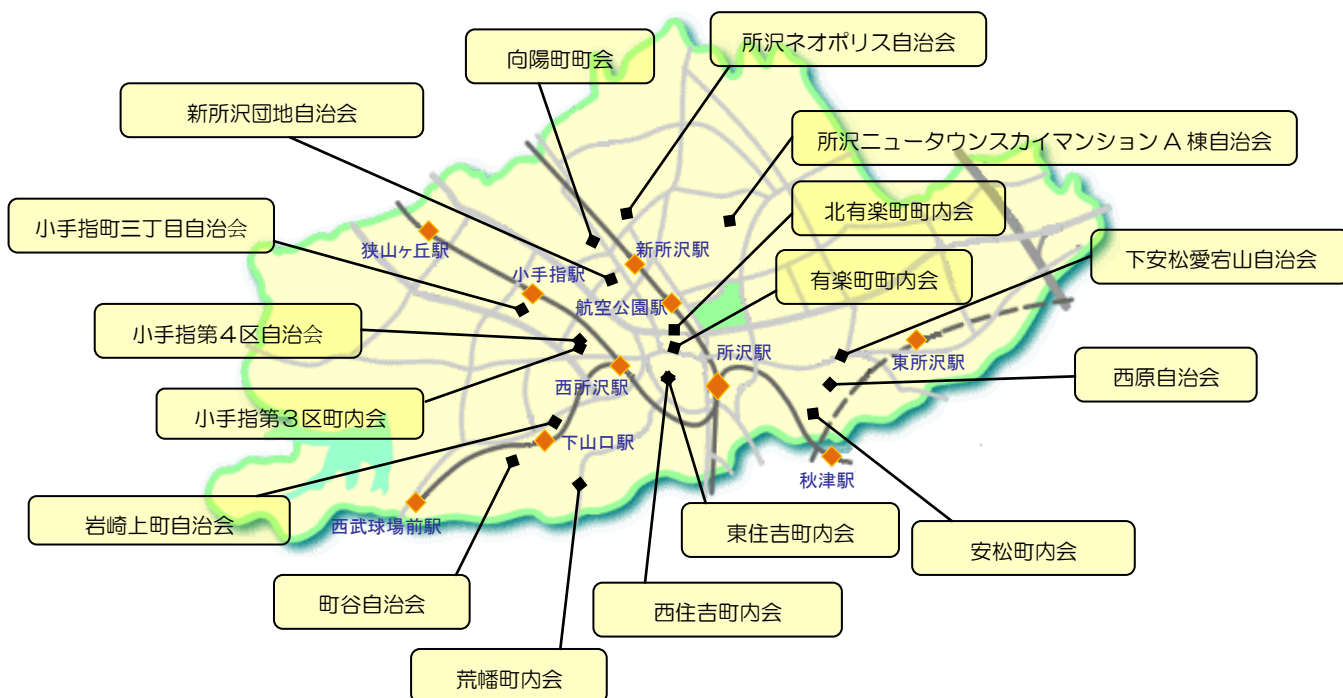 所沢ネオポリス自治会
向陽町町会
新所沢団地自治会
所沢ニュータウンスカイマンションA棟自治会
北有楽町町内会
小手指町三丁目自治会
狭山ヶ丘駅
新所沢駅
下安松愛宕山自治会
小手指駅
有楽町町内会
航空公園駅
小手指第4区自治会
所沢駅
東所沢駅
西所沢駅
西原自治会
小手指第3区町内会
下山口駅
秋津駅
岩崎上町自治会
西武球場前駅
東住吉町内会
安松町内会
町谷自治会
西住吉町内会
荒幡町内会